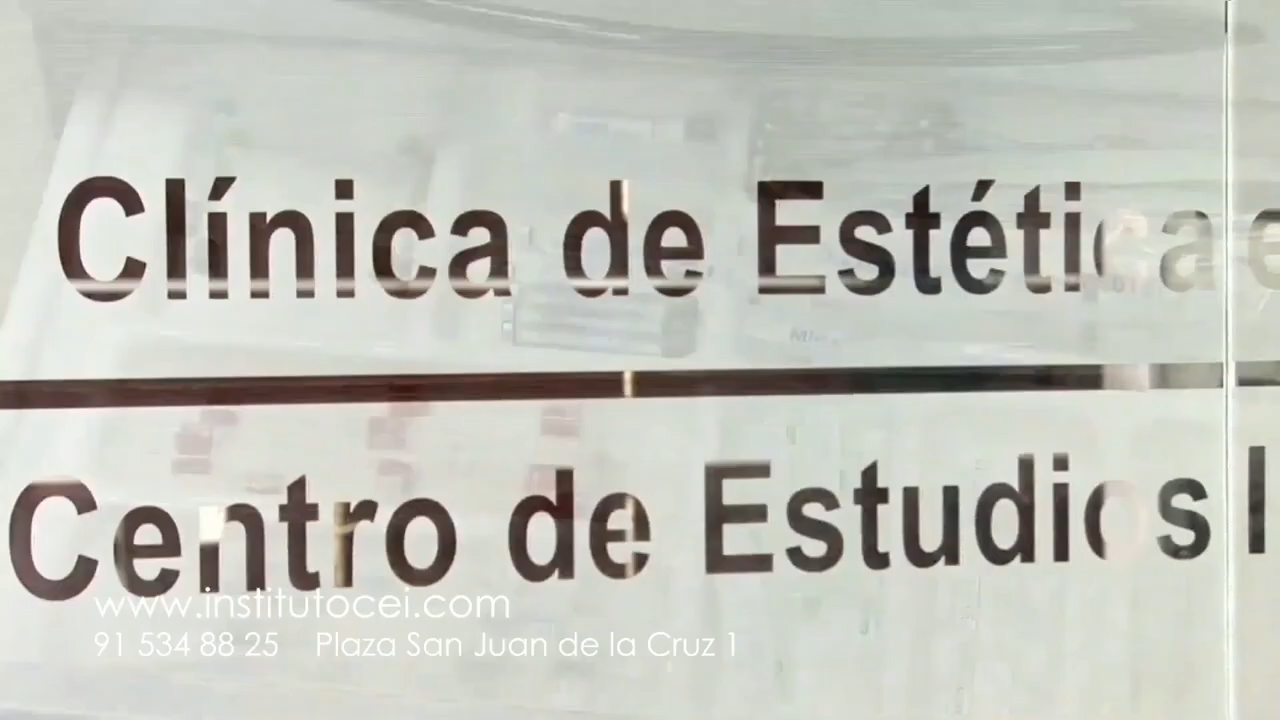 Clínica de Estética e
Centro de Estudios I
www.institutocei.com
91 534 88 25 Plaza San Juan de la Cruz 1